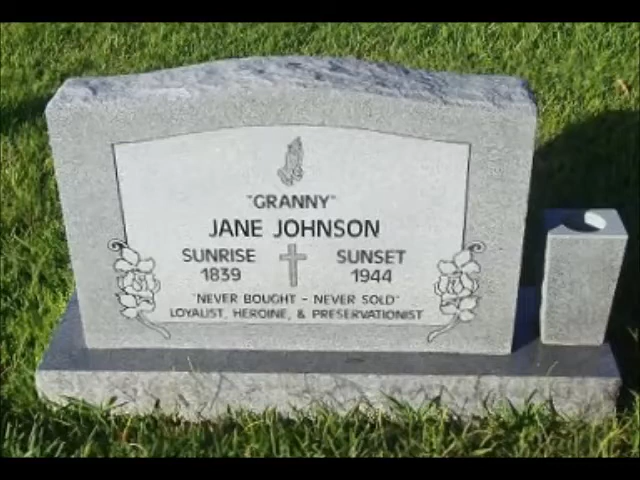 "GRANNY"
JANE JOHNSON
SUNRISE SUNSET
1839 1944
"NEVER BOUGHT - NEVER SOLD"
LOYALIST, HEROINE, & PRESERVATIONIST